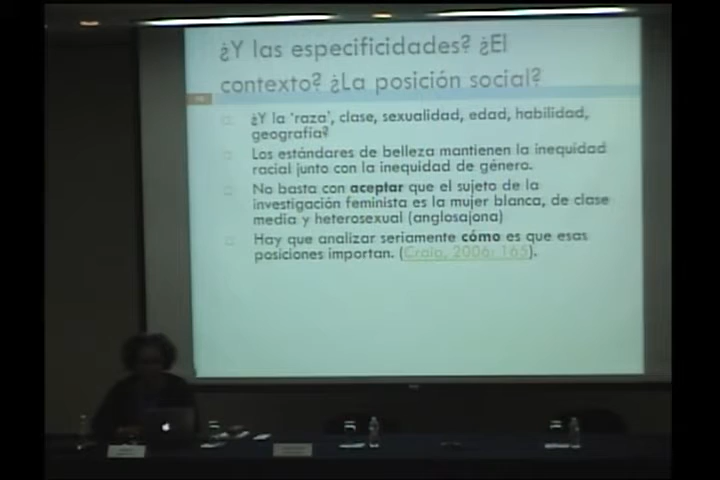 ¿Y las especificidades? ¿El
contexto? ¿La posición social?
¿Y la 'raza', clase, sexualidad, edad, habilidad,
geografía?
Los estándares de belleza mantienen la inequidad
racial junto con la inequidad de género.
No basta con aceptar que el sujeto de la
investigación feminista es la mujer blanca, de clase
media y heterosexual (anglosajona)
Hay que analizar seriamente cómo es que esas
posiciones importan. (Craig, 2006: 165).